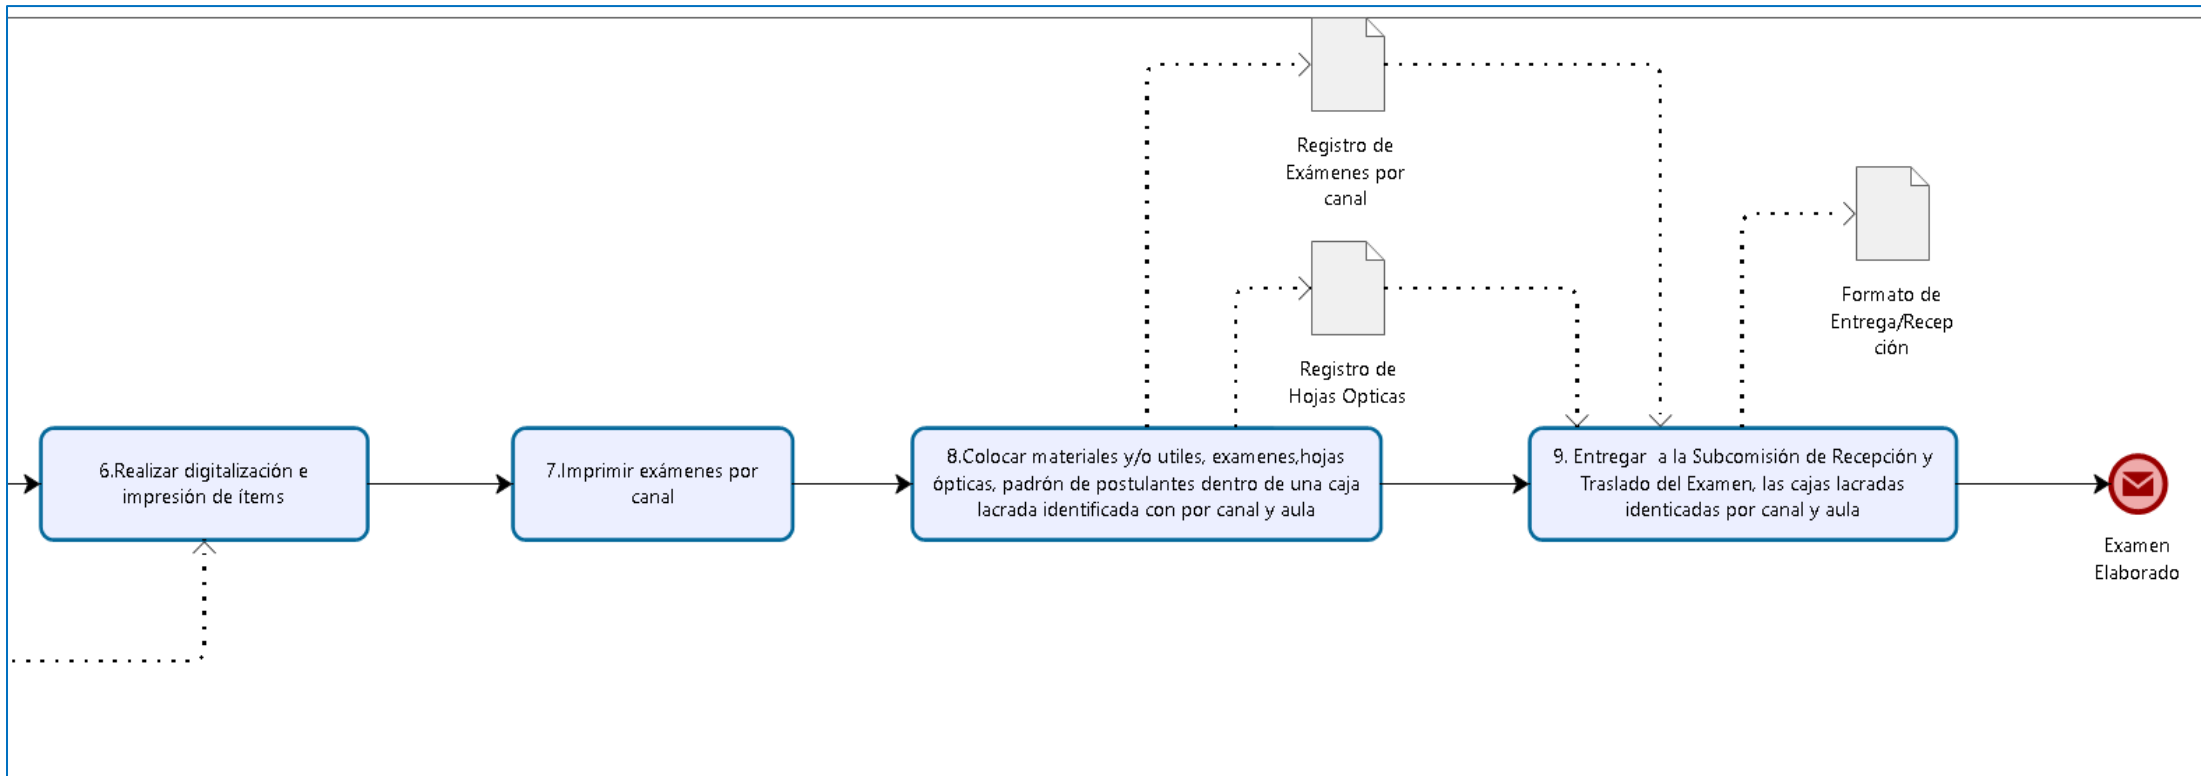 Registro de
Exámenes por
canal
Formato de
Entrega/Recep
ción
Registro de
Hojas Opticas
6.Realizar digitalización e
impresión de ítems
7.Imprimir exámenes por
canal
8.Colocar materiales y/o utiles, examenes,hojas
ópticas, padrón de postulantes dentro de una caja
lacrada identificada con por canal y aula
9. Entregar  a la Subcomisión de Recepción y
Traslado del Examen, las cajas lacradas
identicadas por canal y aula
Examen
Elaborado